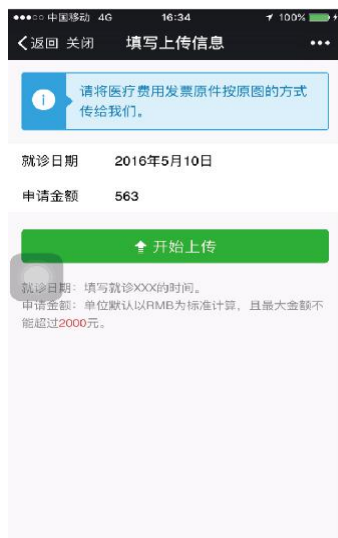 中国移动 4G 16:34 100%
返回 关闭 填写上传信息
请将医疗费用发票原件按原图的方式
传给我们。
就诊日期 2016年5月10日
申请金额 563
开始上传
就诊日期：填写就诊XXX的时间。
申请金额：单位默认以RMB为标准计算，且最大金额不
能超过2000元。